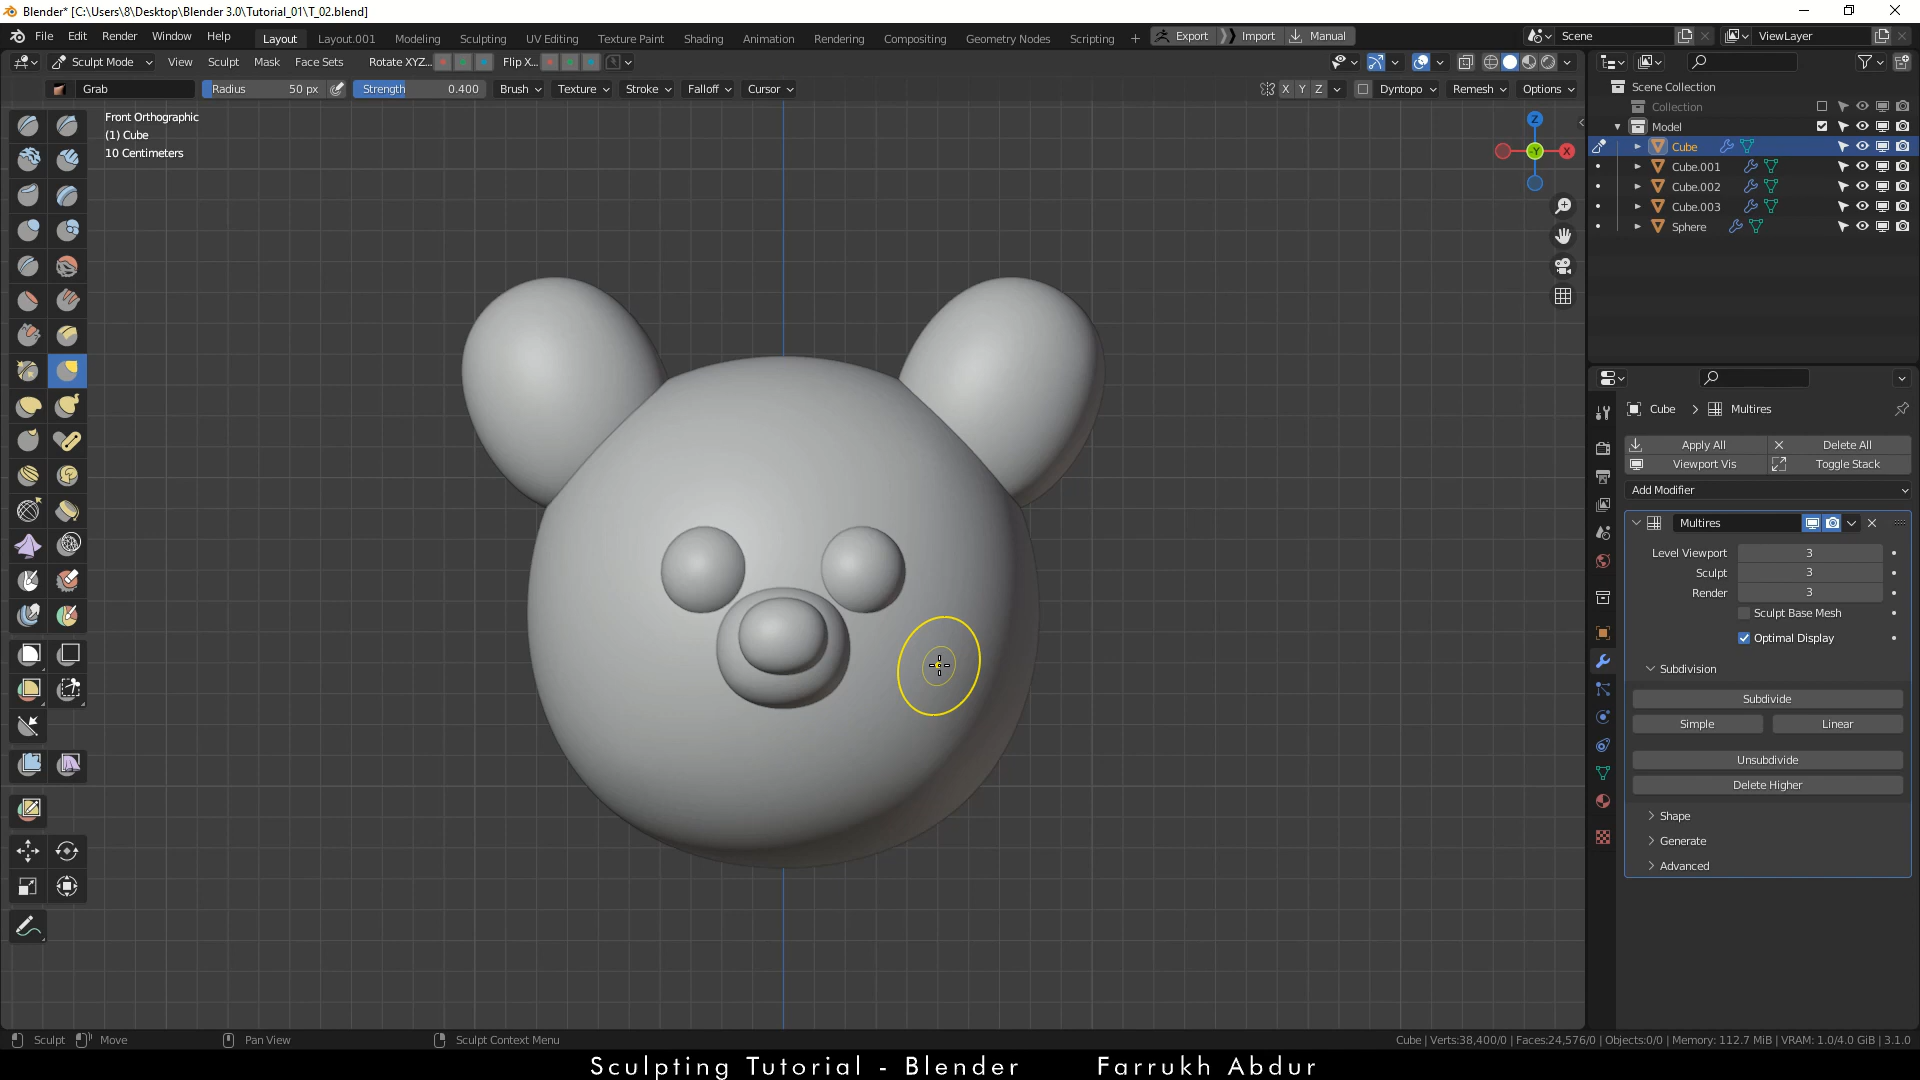 Blender* [C:\Users\8\Desktop\Blender 3.0\Tutorial_01\T_02.blend]
File Edit Render Window Help Layout Layout.001 Modeling Sculpting UV Editing Texture Paint Shading Animation Rendering Compositing Geometry Nodes Scripting + Export Import Manual Scene ViewLayer
Sculpt Mode View Sculpt Mask Face Sets Rotate XYZ... Flip X...
Grab Radius 50 px Strength 0.400 Brush Texture Stroke Falloff Cursor X Y Z Dyntopo Remesh Options
Front Orthographic
(1) Cube
10 Centimeters
Z
-Y
X
Scene Collection
Collection
Model
Cube
Cube.001
Cube.002
Cube.003
Sphere
Cube > Multires
Apply All Delete All
Viewport Vis Toggle Stack
Add Modifier
Multires
Level Viewport 3
Sculpt 3
Render 3
Sculpt Base Mesh
Optimal Display
Subdivision
Subdivide
Simple Linear
Unsubdivide
Delete Higher
Shape
Generate
Advanced
Sculpt Move Pan View Sculpt Context Menu Cube | Verts:38,400/0 | Faces:24,576/0 | Objects:0/0 | Memory: 112.7 MiB | VRAM: 1.0/4.0 GiB | 3.1.0
Sculpting Tutorial - Blender Farrukh Abdur